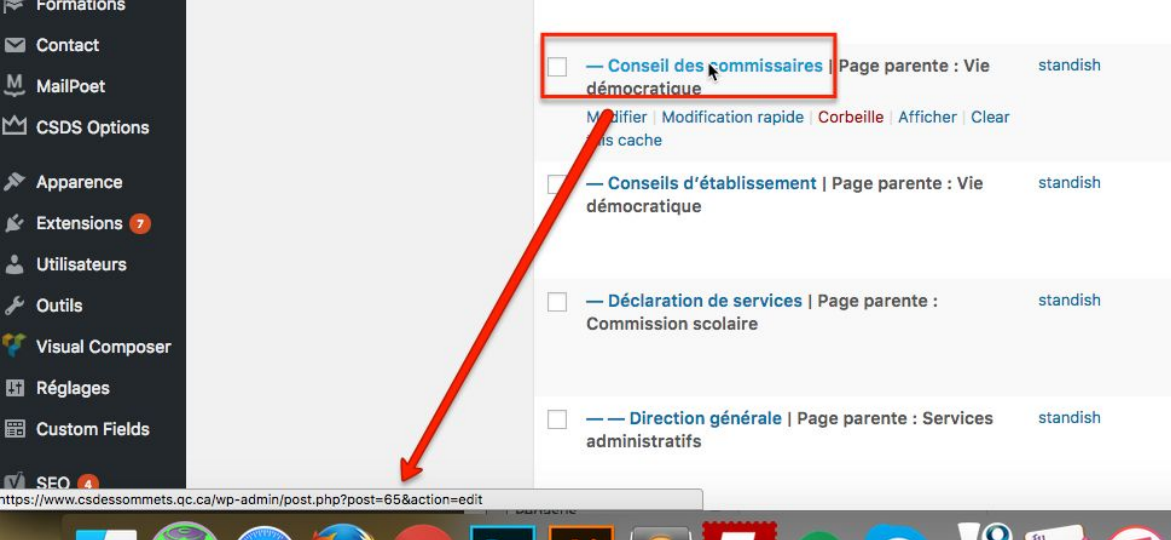 Formations
Contact
MailPoet
CSDS Options
Apparence
Extensions 7
Utilisateurs
Outils
Visual Composer
Réglages
Custom Fields
SEO 4
— Conseil des commissaires | Page parente : Vie
démocratique
standish
Modifier | Modification rapide | Corbeille | Afficher | Clear
this cache
— Conseils d'établissement | Page parente : Vie
démocratique
standish
— Déclaration de services | Page parente :
Commission scolaire
standish
— — Direction générale | Page parente : Services
administratifs
standish
https://www.csdessommets.qc.ca/wp-admin/post.php?post=65&action=edit